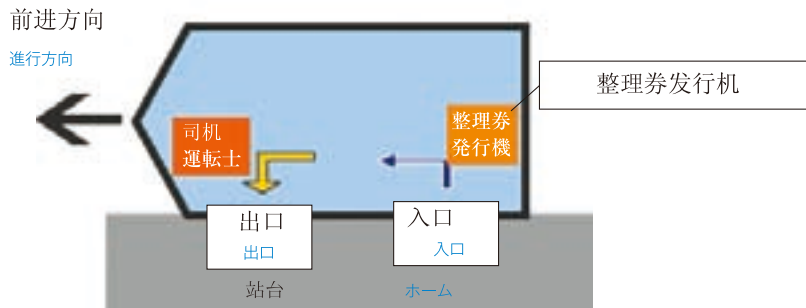 前进方向
進行方向
整理券发行机
整理券
発行機
司机
運転士
出口
出口
入口
入口
站台
ホーム